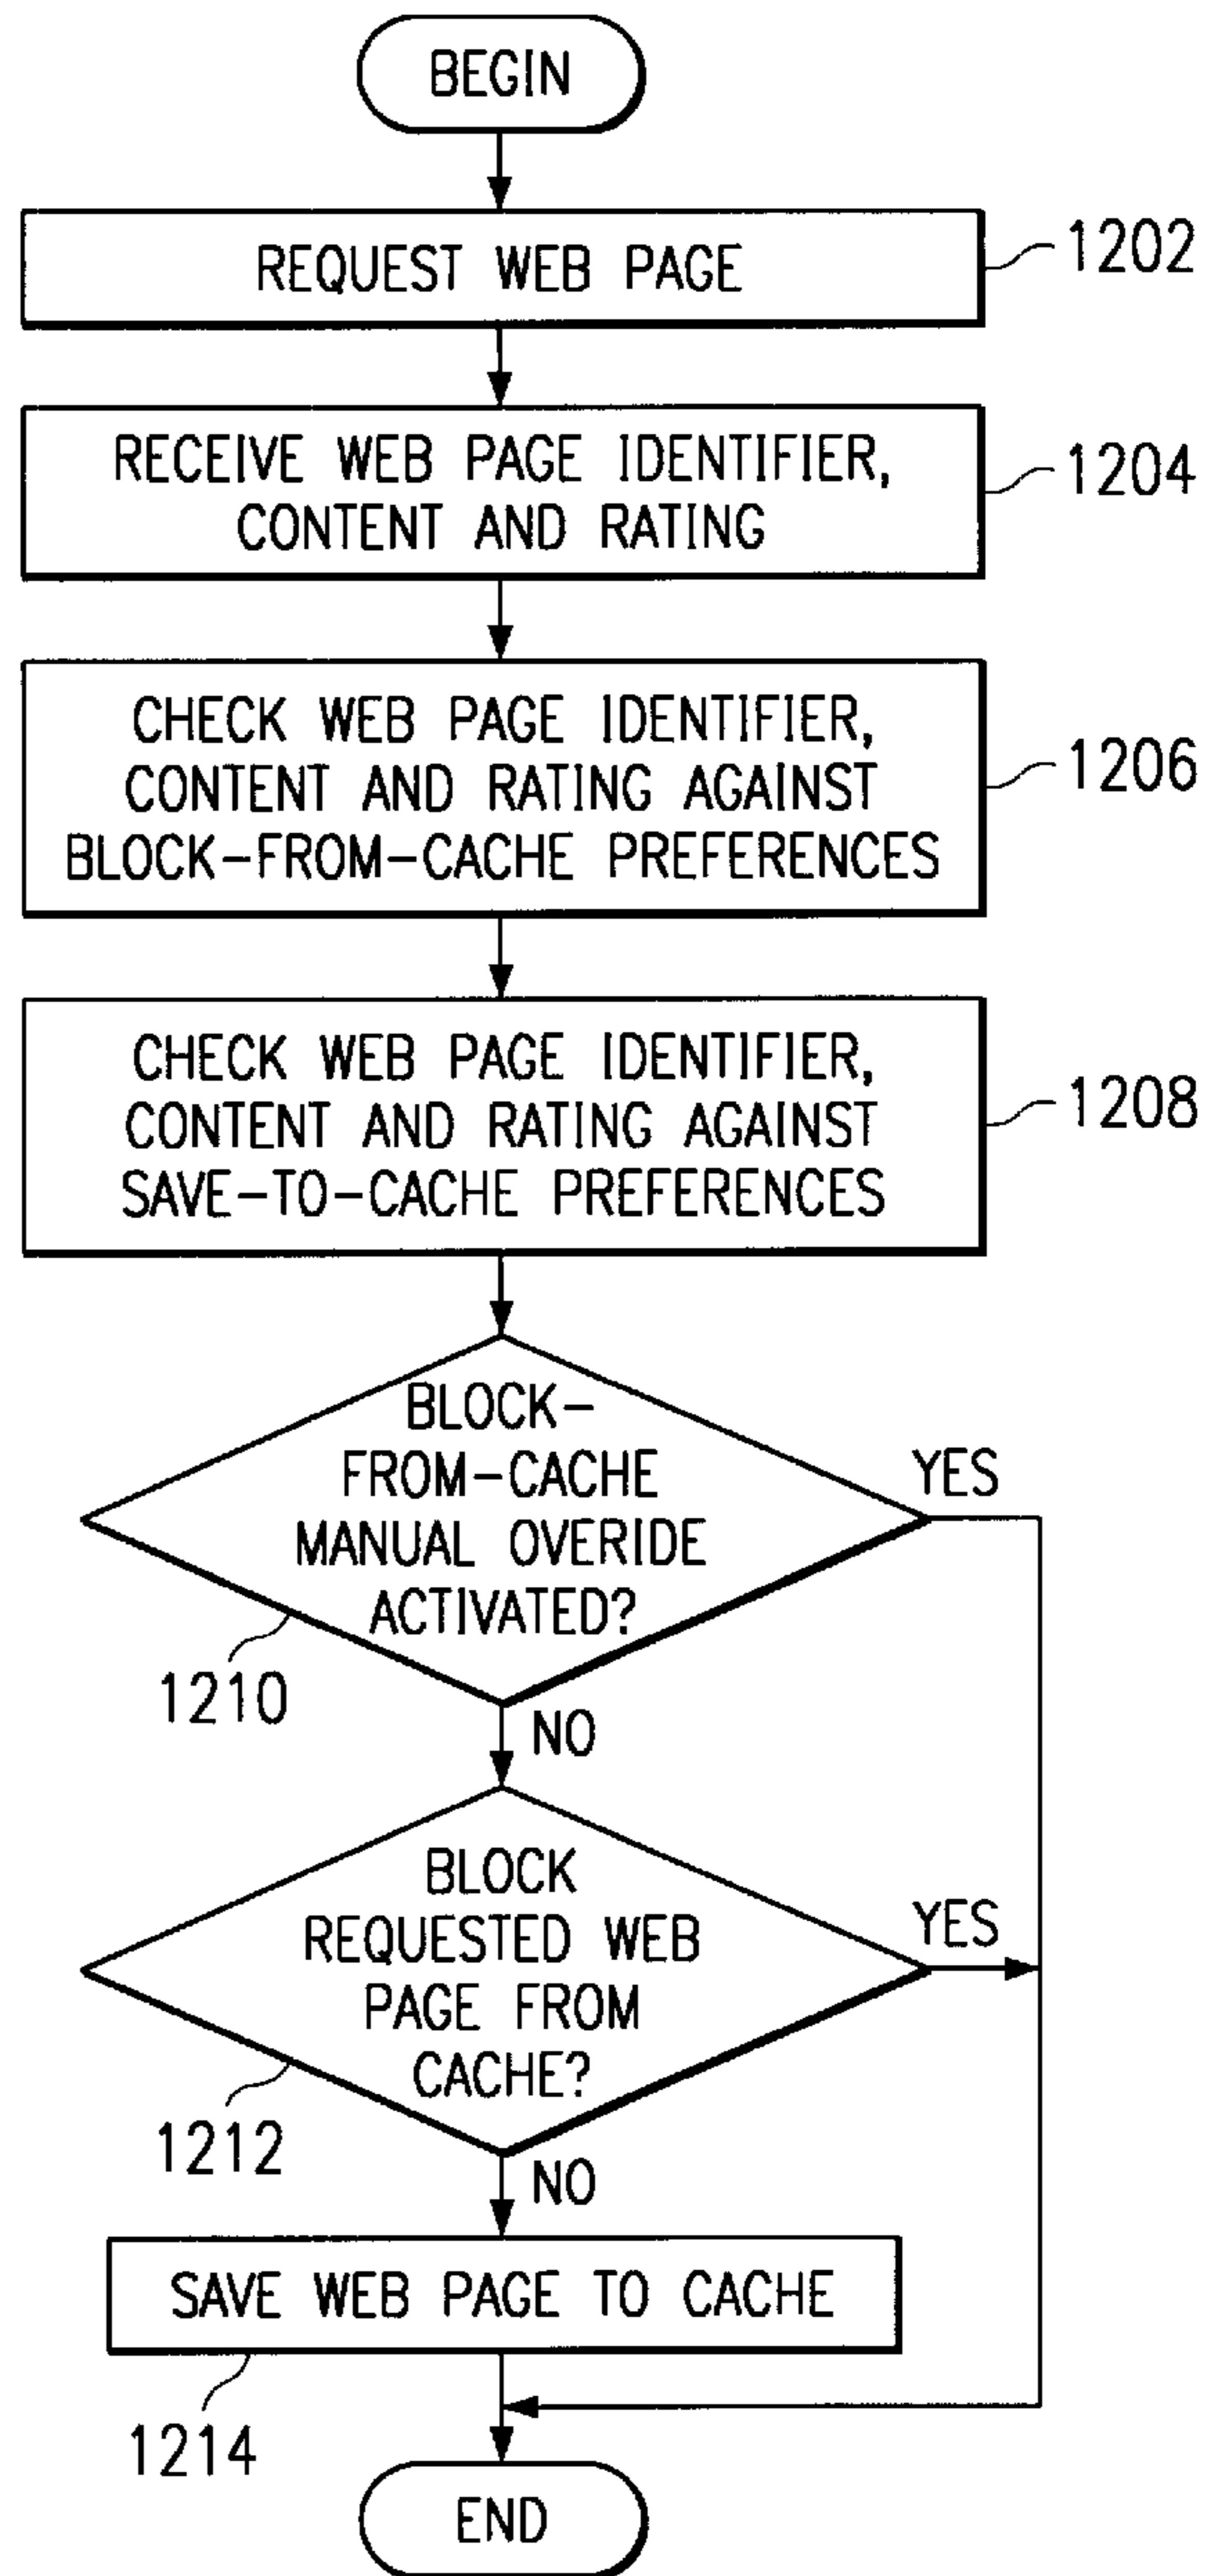 BEGIN
REQUEST WEB PAGE
1202
RECEIVE WEB PAGE IDENTIFIER,
CONTENT AND RATING
1204
CHECK WEB PAGE IDENTIFIER,
CONTENT AND RATING AGAINST
BLOCK-FROM-CACHE PREFERENCES
1206
CHECK WEB PAGE IDENTIFIER,
CONTENT AND RATING AGAINST
SAVE-TO-CACHE PREFERENCES
1208
BLOCK-
FROM-CACHE
MANUAL OVERIDE
ACTIVATED?
YES
1210
NO
BLOCK
REQUESTED WEB
PAGE FROM
CACHE?
YES
1212
NO
SAVE WEB PAGE TO CACHE
1214
END